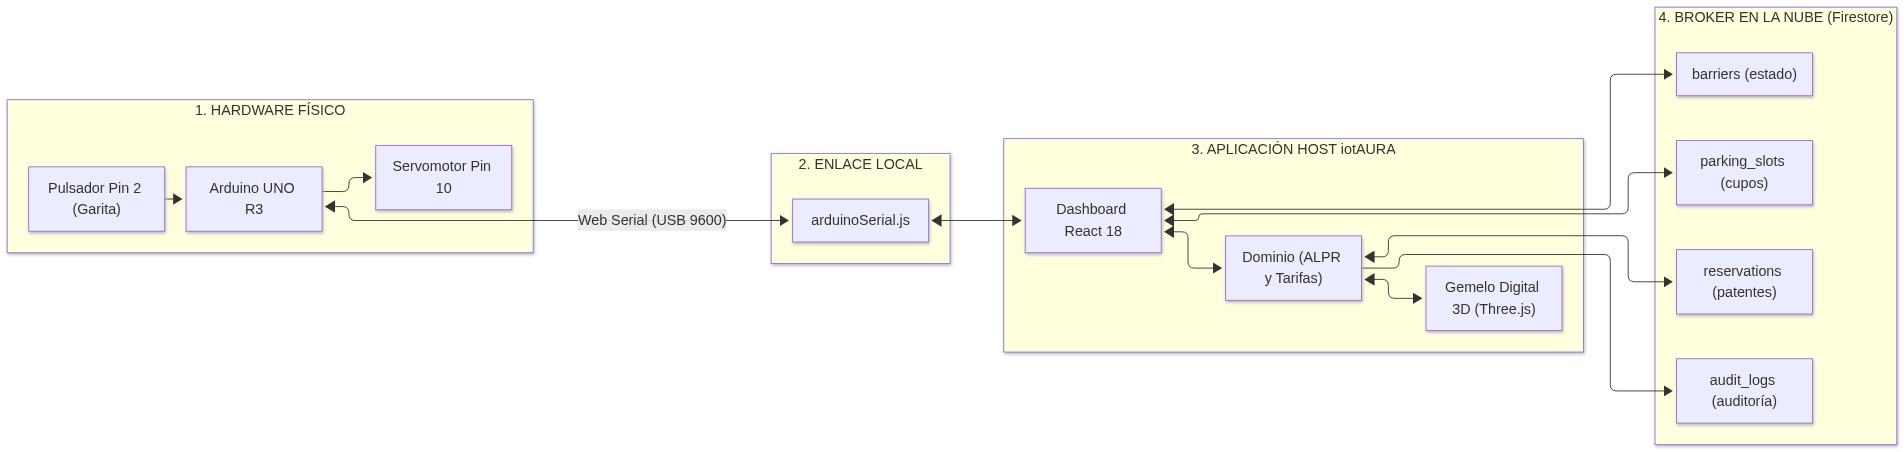 1. HARDWARE FÍSICO
Pulsador Pin 2
(Garita)
Arduino UNO
R3
Servomotor Pin
10
Web Serial (USB 9600)
2. ENLACE LOCAL
arduinoSerial.js
3. APLICACIÓN HOST iotAURA
Dashboard
React 18
Dominio (ALPR
y Tarifas)
Gemelo Digital
3D (Three.js)
4. BROKER EN LA NUBE (Firestore)
barriers (estado)
parking_slots
(cupos)
reservations
(patentes)
audit_logs
(auditoría)